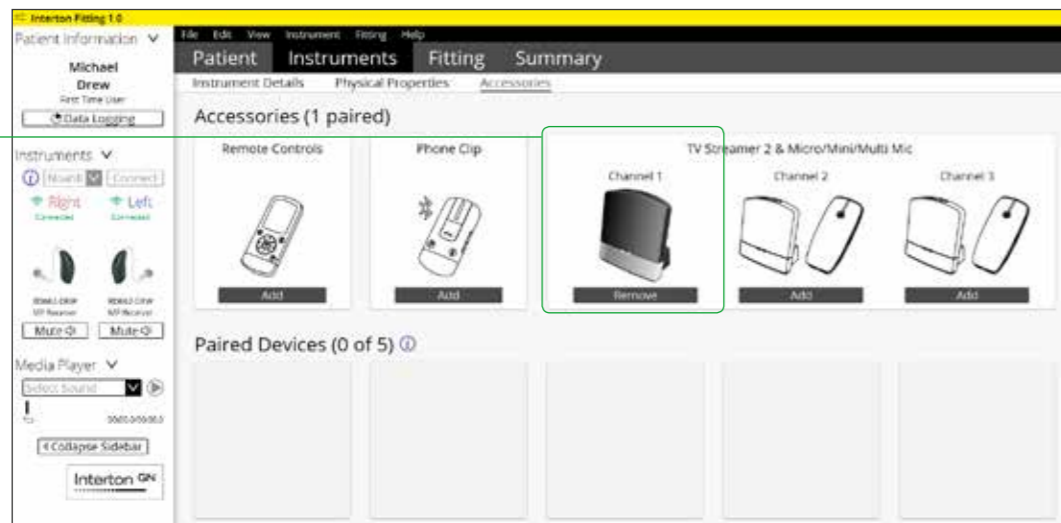 Interton Fitting 1.0
File Edit View Instrument Fitting Help
Patient Instruments Fitting Summary
Instrument Details Physical Properties Accessories
Patient Information
Michael
Drew
First Time User
Data Logging
Instruments
Connect
Right Left
Connected Connected
Mute Mute
Media Player
Select Sound
Collapse Sidebar
Interton GN
Accessories (1 paired)
Remote Controls
Add
Phone Clip
Add
TV Streamer 2 & Micro/Mini/Multi Mic
Channel 1 Channel 2 Channel 3
Remove Add Add
Paired Devices (0 of 5)